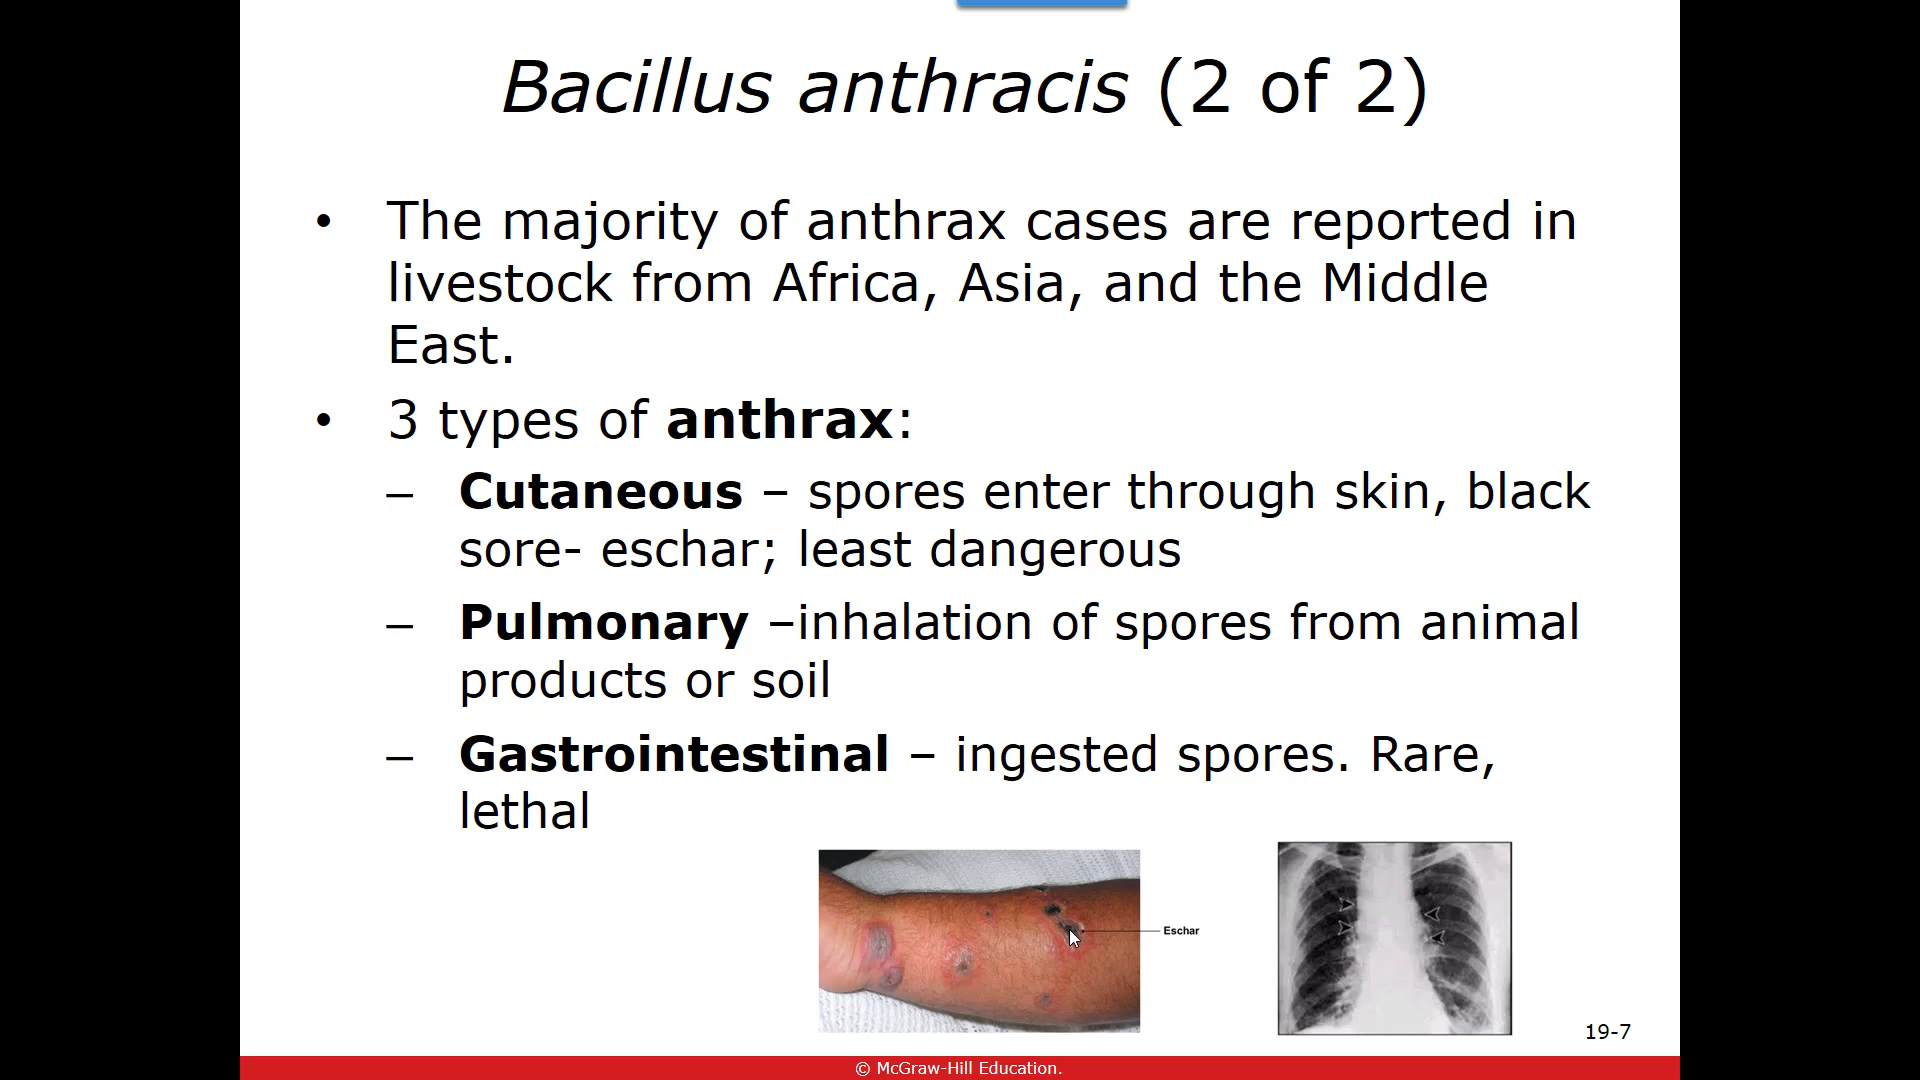 Bacillus anthracis (2 of 2)
• The majority of anthrax cases are reported in
livestock from Africa, Asia, and the Middle
East.
• 3 types of anthrax:
– Cutaneous – spores enter through skin, black
sore- eschar; least dangerous
– Pulmonary –inhalation of spores from animal
products or soil
– Gastrointestinal – ingested spores. Rare,
lethal
Eschar
19-7
© McGraw-Hill Education.